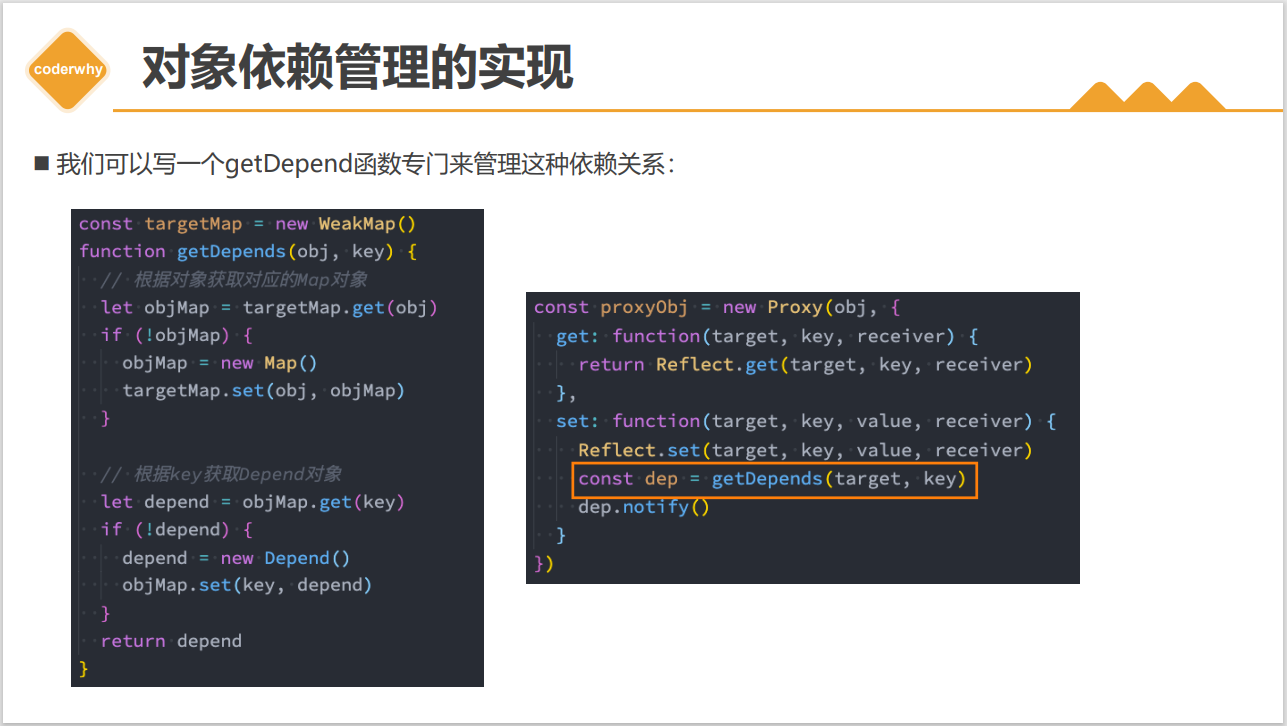 coderwhy
对象依赖管理的实现
■ 我们可以写一个getDepend函数专门来管理这种依赖关系：
const targetMap = new WeakMap()
function getDepends(obj, key) {
  // 根据对象获取对应的Map对象
  let objMap = targetMap.get(obj)
  if (!objMap) {
    objMap = new Map()
    targetMap.set(obj, objMap)
  }
  // 根据key获取Depend对象
  let depend = objMap.get(key)
  if (!depend) {
    depend = new Depend()
    objMap.set(key, depend)
  }
  return depend
}
const proxyObj = new Proxy(obj, {
  get: function(target, key, receiver) {
    return Reflect.get(target, key, receiver)
  },
  set: function(target, key, value, receiver) {
    Reflect.set(target, key, value, receiver)
    const dep = getDepends(target, key)
    dep.notify()
  }
})